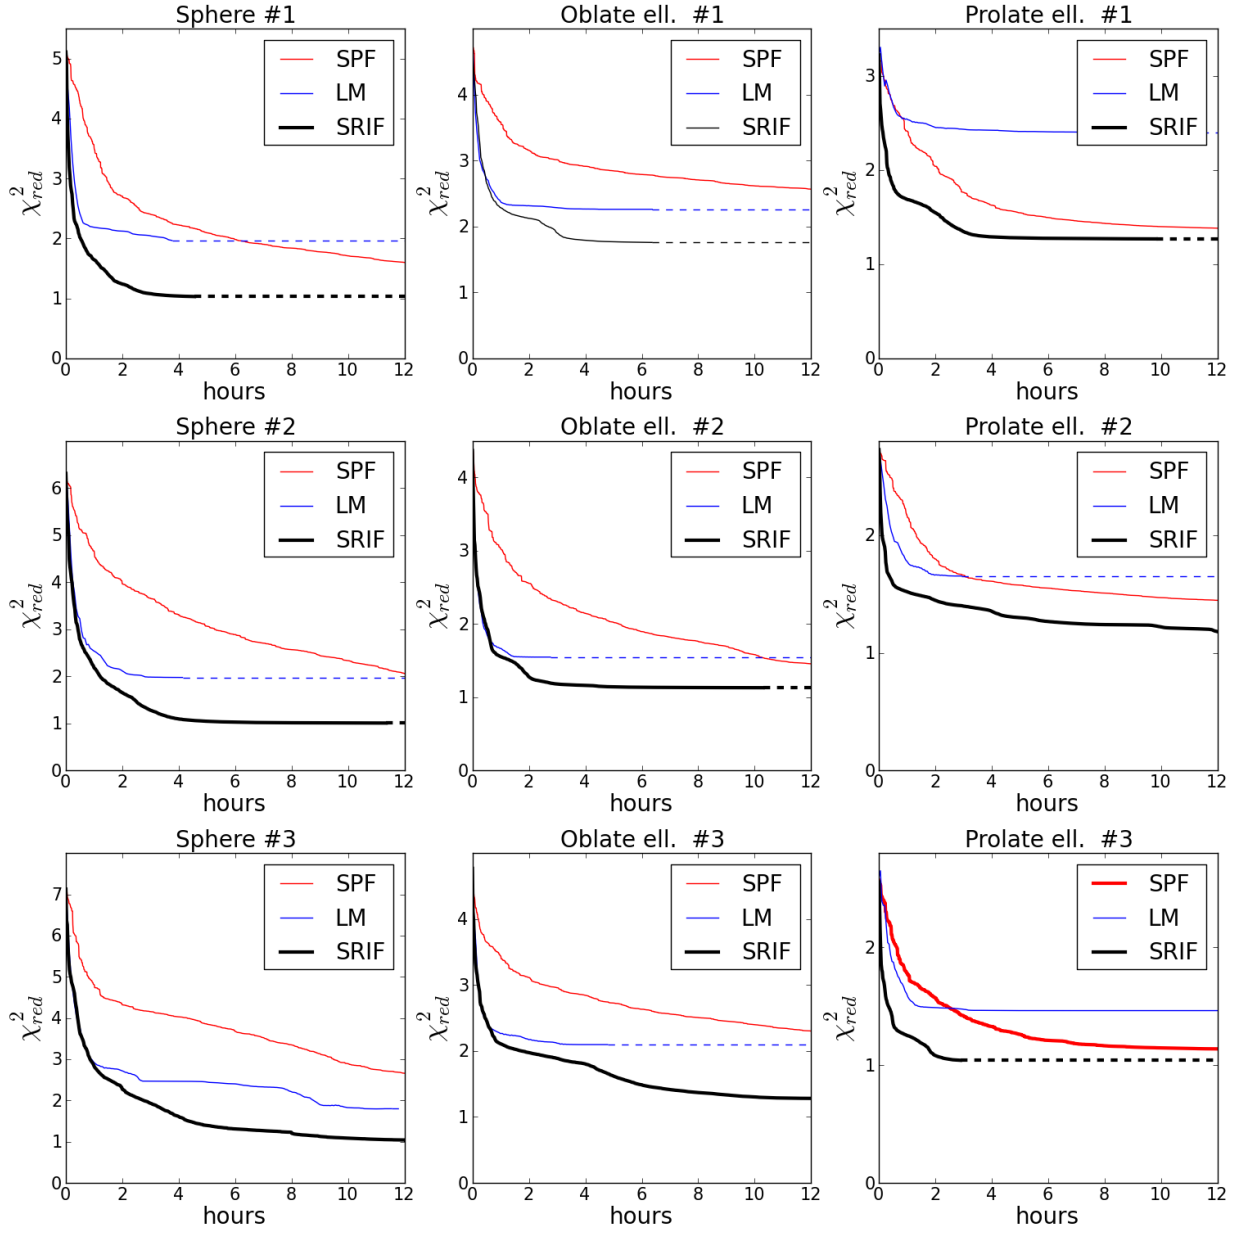 Sphere #1
5
4
3
2
1
0
χ²red
SPF
LM
SRIF
0 2 4 6 8 10 12
hours
Oblate ell. #1
4
3
2
1
0
χ²red
SPF
LM
SRIF
0 2 4 6 8 10 12
hours
Prolate ell. #1
3
2
1
0
χ²red
SPF
LM
SRIF
0 2 4 6 8 10 12
hours
Sphere #2
6
5
4
3
2
1
0
χ²red
SPF
LM
SRIF
0 2 4 6 8 10 12
hours
Oblate ell. #2
4
3
2
1
0
χ²red
SPF
LM
SRIF
0 2 4 6 8 10 12
hours
Prolate ell. #2
2
1
0
χ²red
SPF
LM
SRIF
0 2 4 6 8 10 12
hours
Sphere #3
7
6
5
4
3
2
1
0
χ²red
SPF
LM
SRIF
0 2 4 6 8 10 12
hours
Oblate ell. #3
4
3
2
1
0
χ²red
SPF
LM
SRIF
0 2 4 6 8 10 12
hours
Prolate ell. #3
2
1
0
χ²red
SPF
LM
SRIF
0 2 4 6 8 10 12
hours